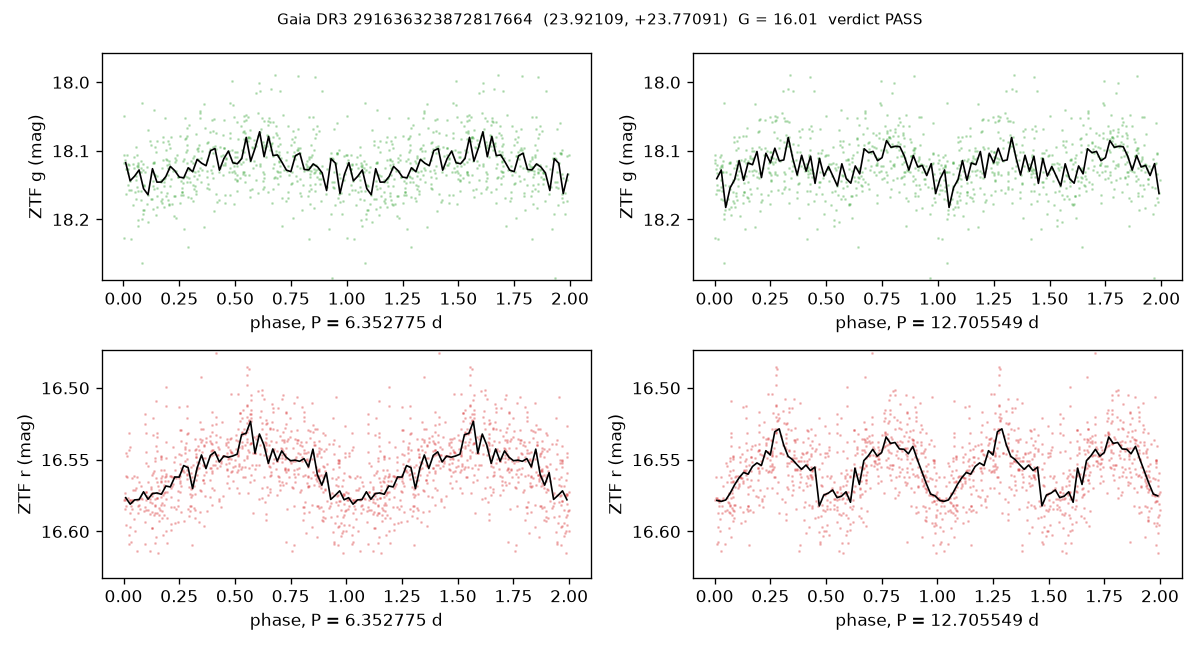 Gaia DR3 291636323872817664  (23.92109, +23.77091)  G = 16.01  verdict PASS
ZTF g (mag)
18.0
18.1
18.2
0.00 0.25 0.50 0.75 1.00 1.25 1.50 1.75 2.00
phase, P = 6.352775 d
ZTF g (mag)
18.0
18.1
18.2
0.00 0.25 0.50 0.75 1.00 1.25 1.50 1.75 2.00
phase, P = 12.705549 d
ZTF r (mag)
16.50
16.55
16.60
0.00 0.25 0.50 0.75 1.00 1.25 1.50 1.75 2.00
phase, P = 6.352775 d
ZTF r (mag)
16.50
16.55
16.60
0.00 0.25 0.50 0.75 1.00 1.25 1.50 1.75 2.00
phase, P = 12.705549 d